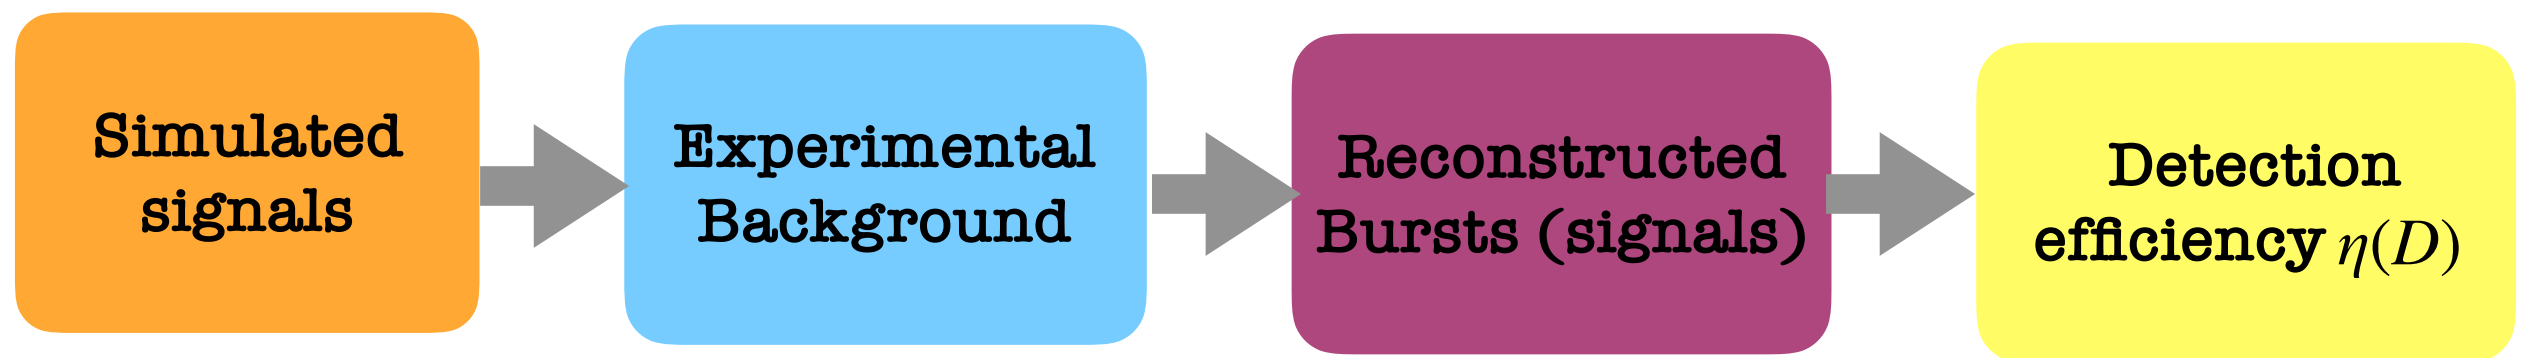 Simulated
signals
Experimental
Background
Reconstructed
Bursts (signals)
Detection
efficiency η(D)